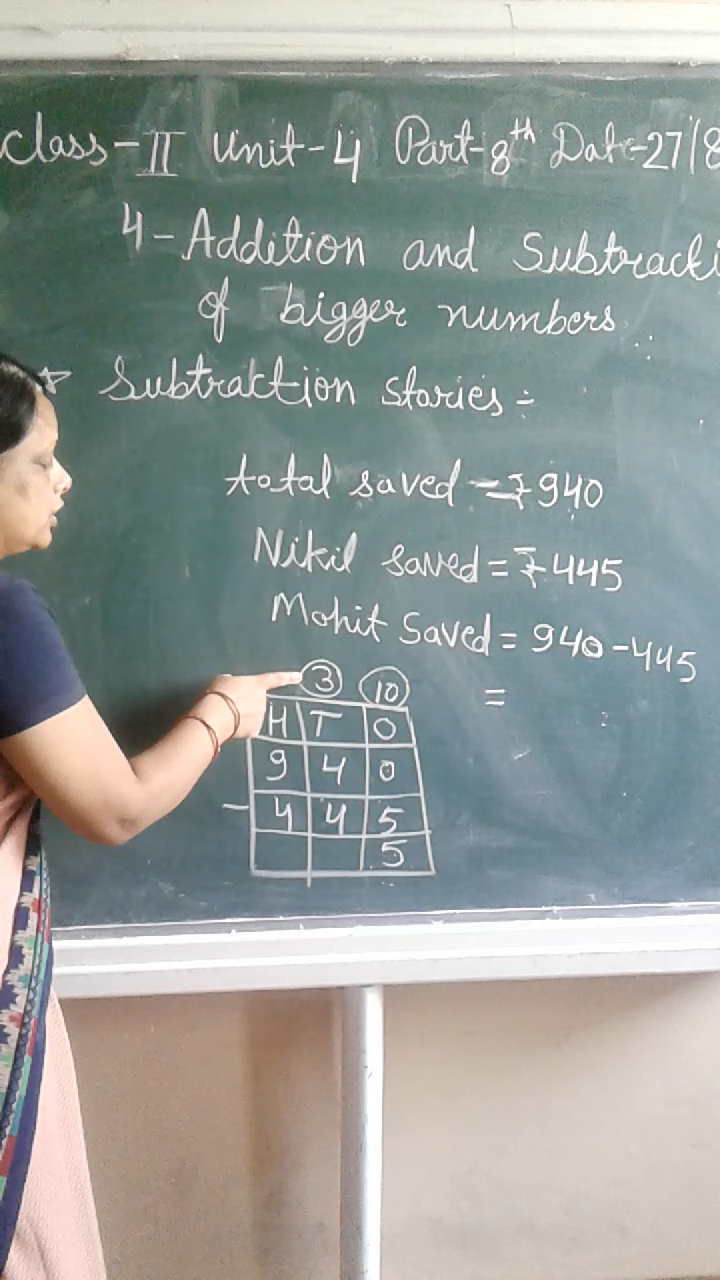 Class-II Unit-4 Part-8th Date-27/8
4-Addition and Subtracti
of bigger numbers
* Subtraction stories:-
total saved = ₹940
Nikil saved = ₹445
Mohit Saved = 940-445
=
3 10
H T O
9 4 0
- 4 4 5
5